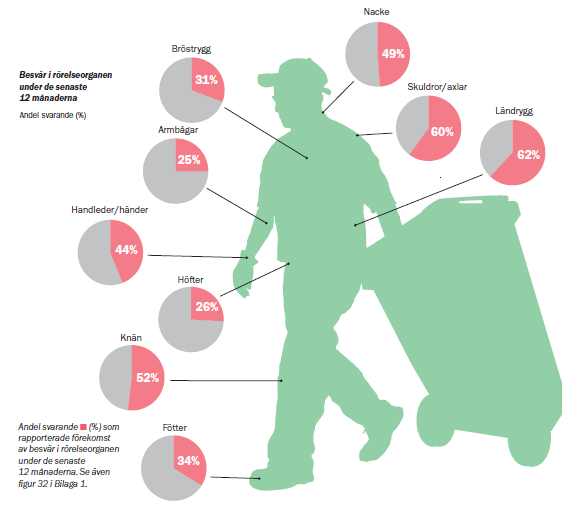 Besvär i rörelseorganen
under de senaste
12 månaderna
Andel svarande (%)
Nacke
49%
Bröstrygg
31%
Skuldror/axlar
60%
Ländrygg
62%
Armbågar
25%
Handleder/händer
44%
Höfter
26%
Knän
52%
Fötter
34%
Andel svarande (%) som
rapporterade förekomst
av besvär i rörelseorganen
under de senaste
12 månaderna. Se även
figur 32 i Bilaga 1.